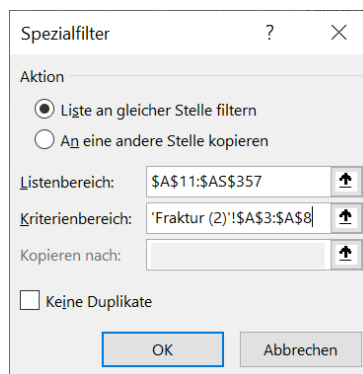 Spezialfilter ? ×
Aktion
Liste an gleicher Stelle filtern
An eine andere Stelle kopieren
Listenbereich: $A$11:$AS$357
Kriterienbereich: 'Fraktur (2)'!$A$3:$A$8
Kopieren nach:
Keine Duplikate
OK Abbrechen